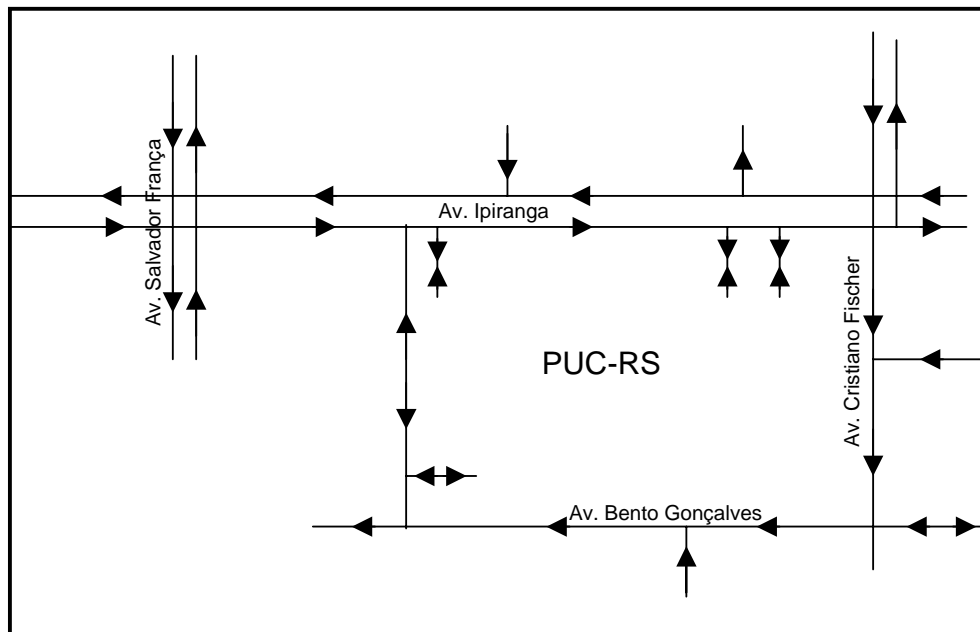 Av. Salvador França
Av. Ipiranga
PUC-RS
Av. Cristiano Fischer
Av. Bento Gonçalves